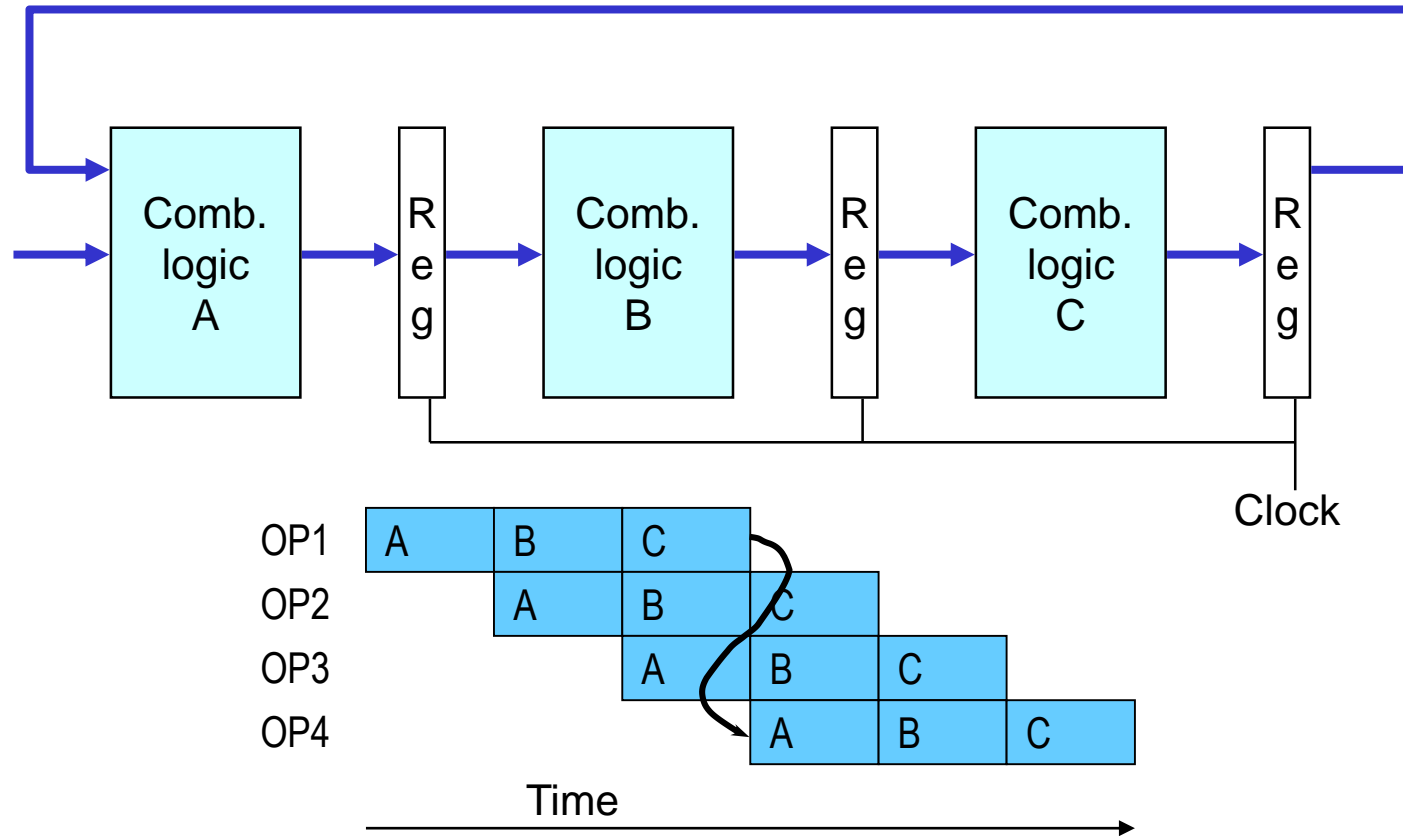 Comb.
logic
A
R
e
g
Comb.
logic
B
R
e
g
Comb.
logic
C
R
e
g
Clock
OP1 A B C
OP2 A B C
OP3 A B C
OP4 A B C
Time